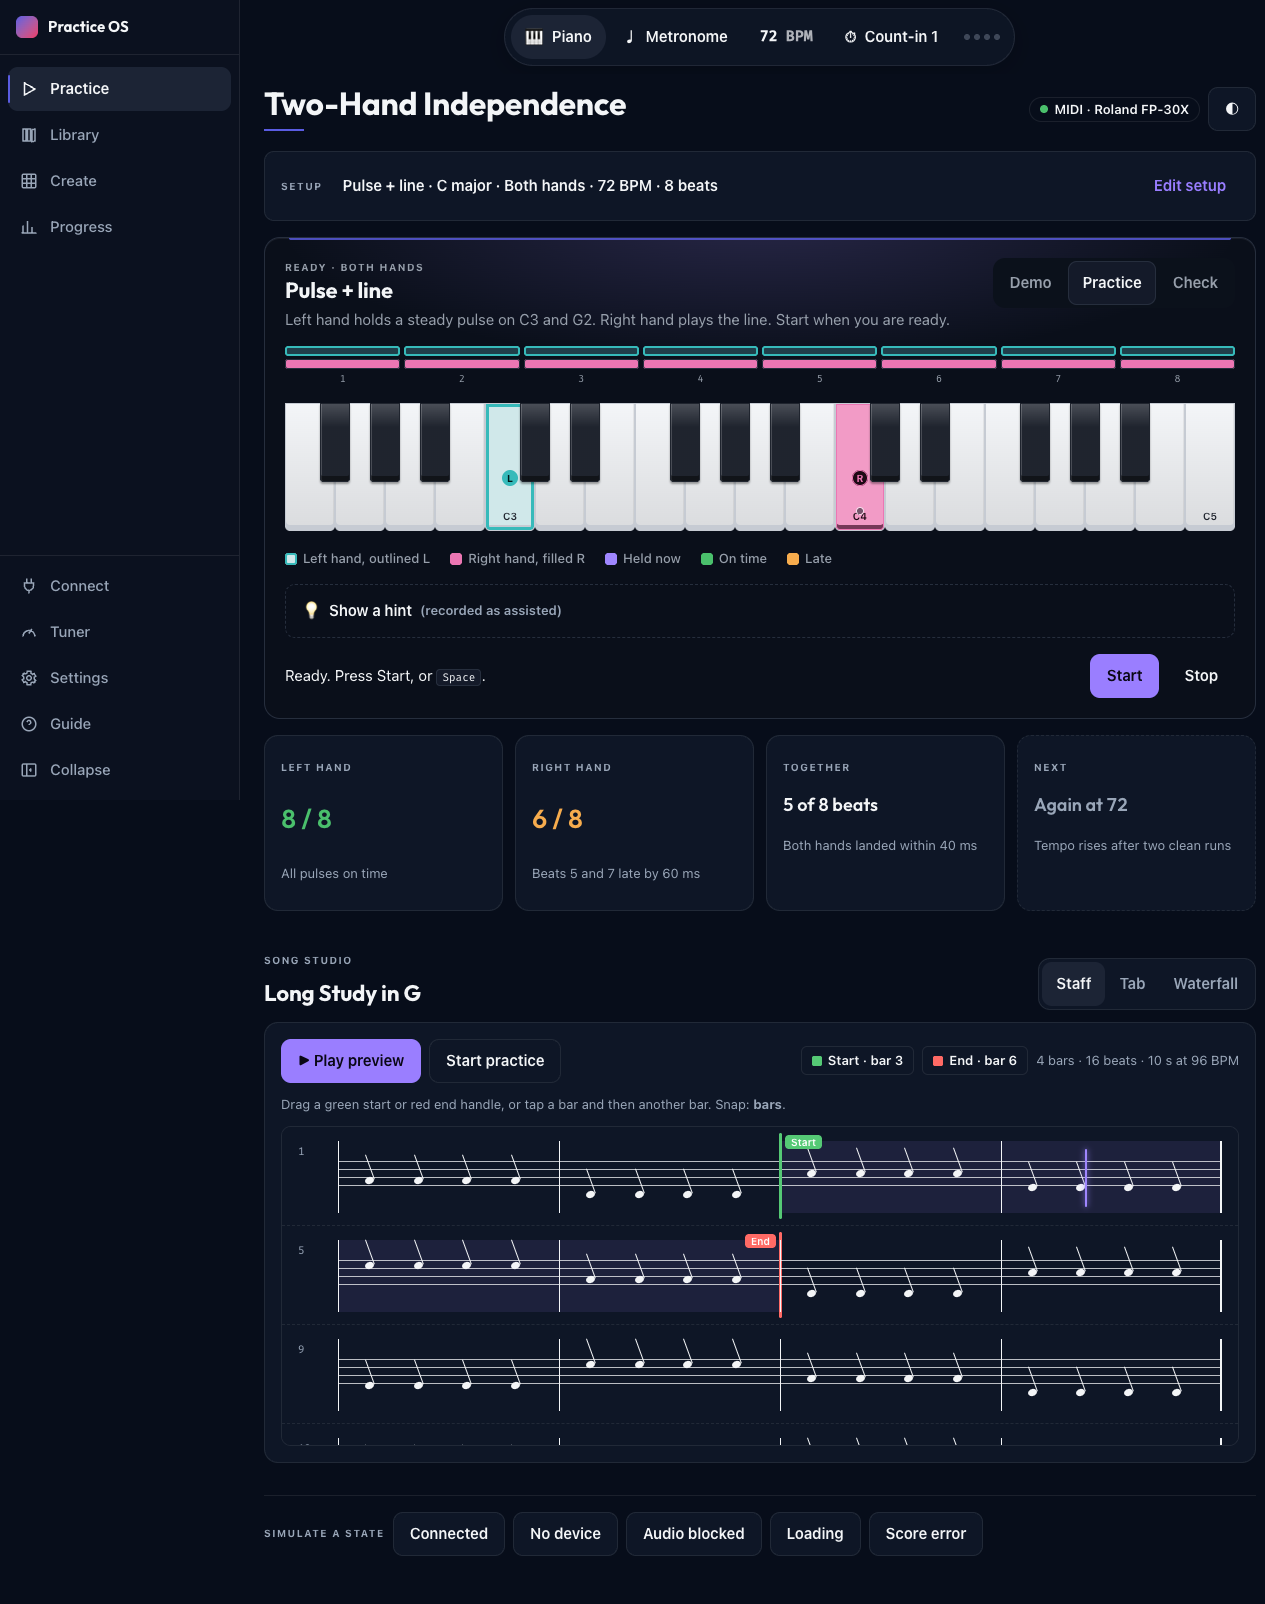 Practice OS
Piano
Metronome
72 BPM
Count-in 1
Practice
Library
Create
Progress
Connect
Tuner
Settings
Guide
Collapse
Two-Hand Independence
MIDI · Roland FP-30X
SETUP
Pulse + line · C major · Both hands · 72 BPM · 8 beats
Edit setup
READY · BOTH HANDS
Pulse + line
Left hand holds a steady pulse on C3 and G2. Right hand plays the line. Start when you are ready.
Demo
Practice
Check
1 2 3 4 5 6 7 8
L
R
C3
C4
C5
Left hand, outlined L
Right hand, filled R
Held now
On time
Late
Show a hint (recorded as assisted)
Ready. Press Start, or Space.
Start
Stop
LEFT HAND
8 / 8
All pulses on time
RIGHT HAND
6 / 8
Beats 5 and 7 late by 60 ms
TOGETHER
5 of 8 beats
Both hands landed within 40 ms
NEXT
Again at 72
Tempo rises after two clean runs
SONG STUDIO
Long Study in G
Staff
Tab
Waterfall
Play preview
Start practice
Start · bar 3
End · bar 6
4 bars · 16 beats · 10 s at 96 BPM
Drag a green start or red end handle, or tap a bar and then another bar. Snap: bars.
1
Start
5
End
9
SIMULATE A STATE
Connected
No device
Audio blocked
Loading
Score error